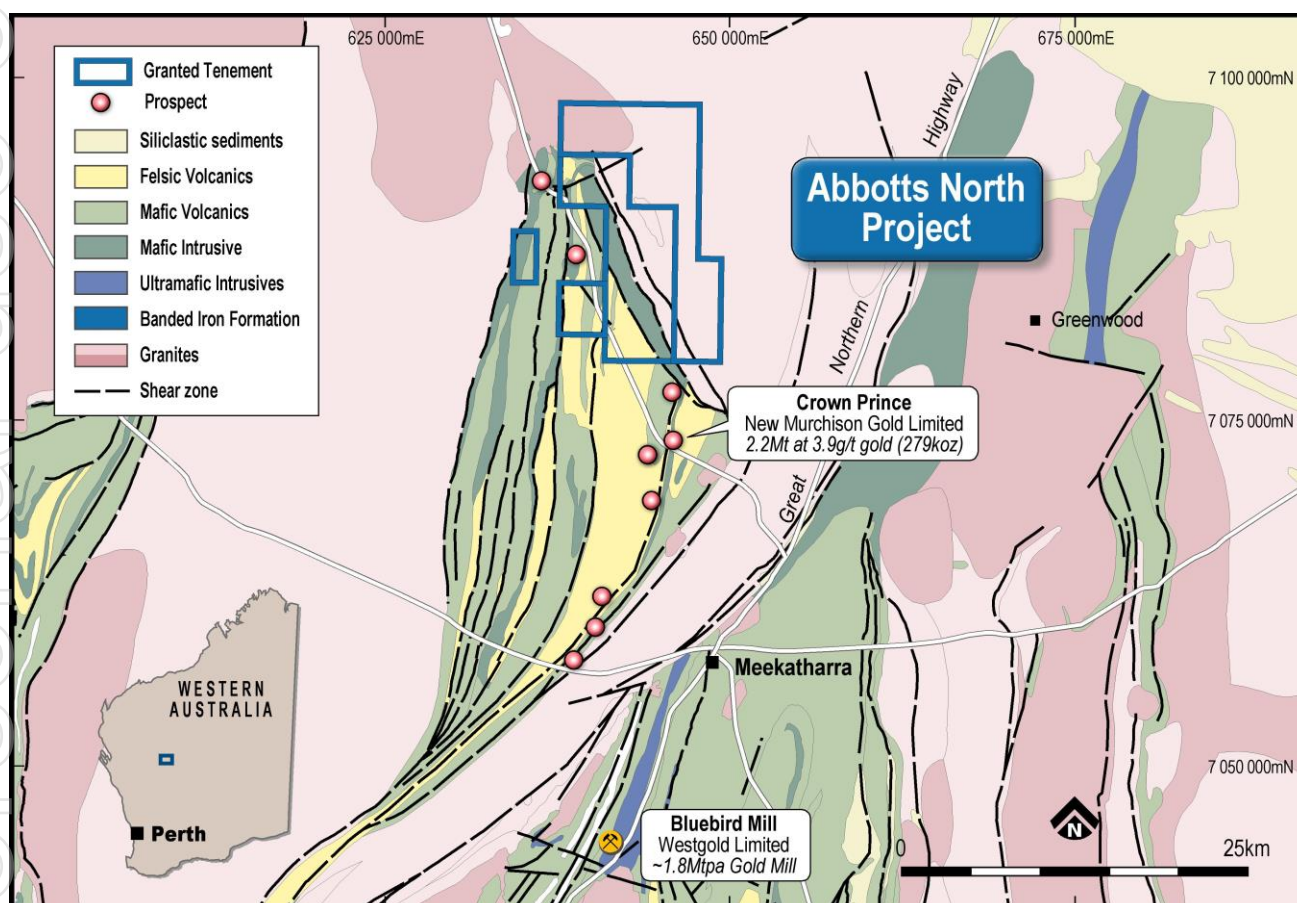 625 000mE
650 000mE
675 000mE
7 100 000mN
7 075 000mN
7 050 000mN
Granted Tenement
Prospect
Siliclastic sediments
Felsic Volcanics
Mafic Volcanics
Mafic Intrusive
Ultramafic Intrusives
Banded Iron Formation
Granites
Shear zone
Abbotts North
Project
Highway
Northern
Great
Greenwood
Crown Prince
New Murchison Gold Limited
2.2Mt at 3.9g/t gold (279koz)
Meekatharra
WESTERN
AUSTRALIA
Perth
Bluebird Mill
Westgold Limited
~1.8Mtpa Gold Mill
N
0
25km